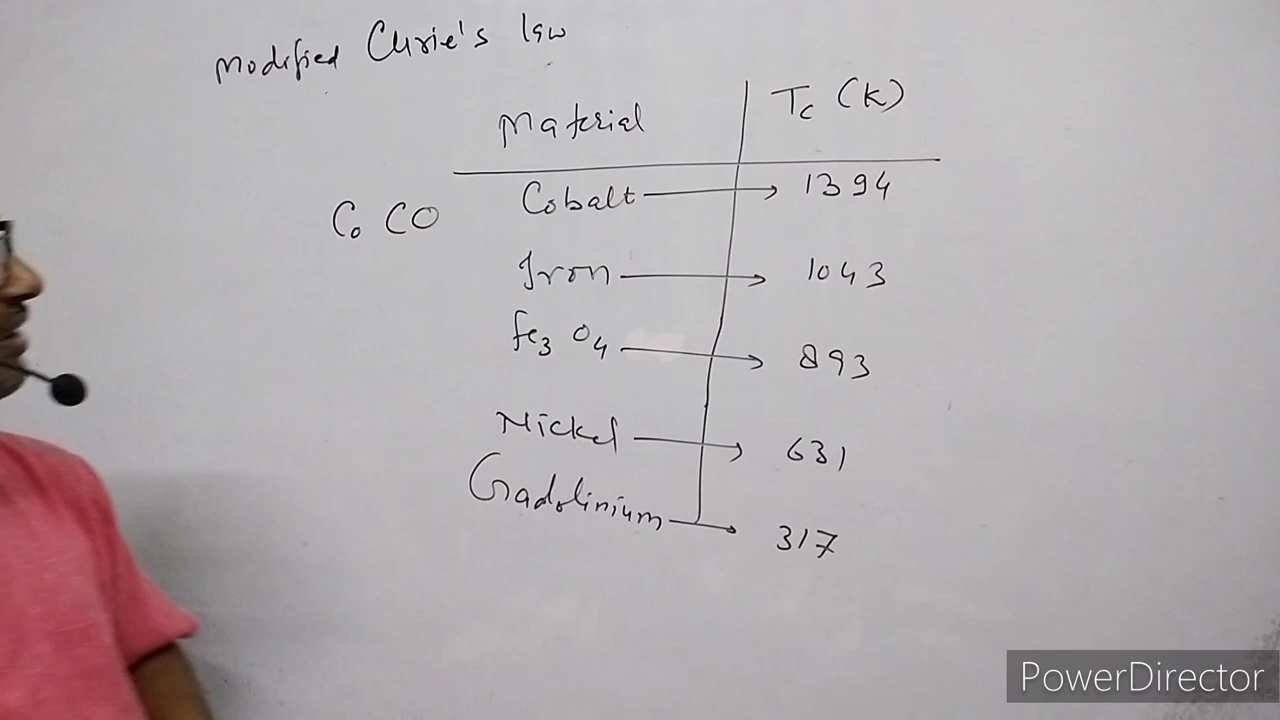 Modified Curie's law
Material Tc (K)
Co CO Cobalt → 1394
Iron → 1043
Fe3 O4 → 893
Nickel → 631
Gadolinium → 317
PowerDirector